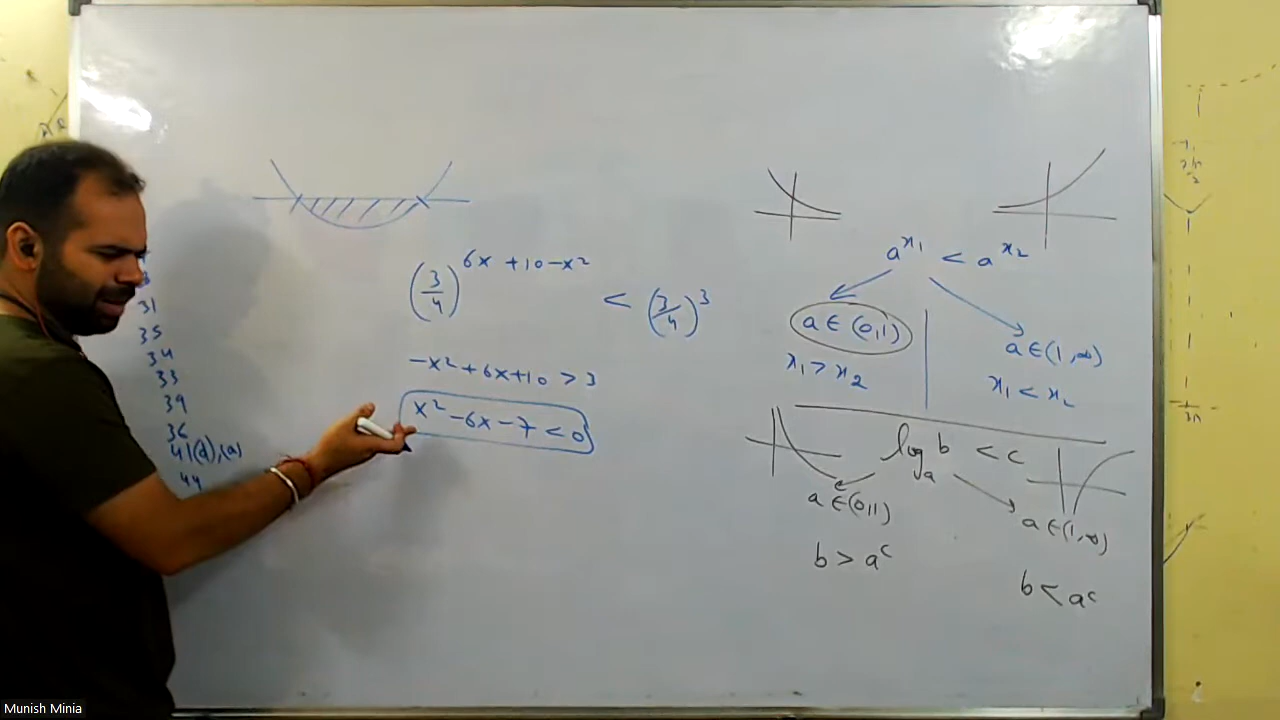 31
35
34
33
39
36
41(d),(a)
44
(3/4)^(6x+10-x²) < (3/4)³
-x²+6x+10 > 3
x²-6x-7 < 0
a^(x₁) < a^(x₂)
a ∈ (0,1)
x₁ > x₂
a ∈ (1,∞)
x₁ < x₂
log_a b < c
a ∈ (0,1)
b > a^c
a ∈ (1,∞)
b < a^c
Munish Minia